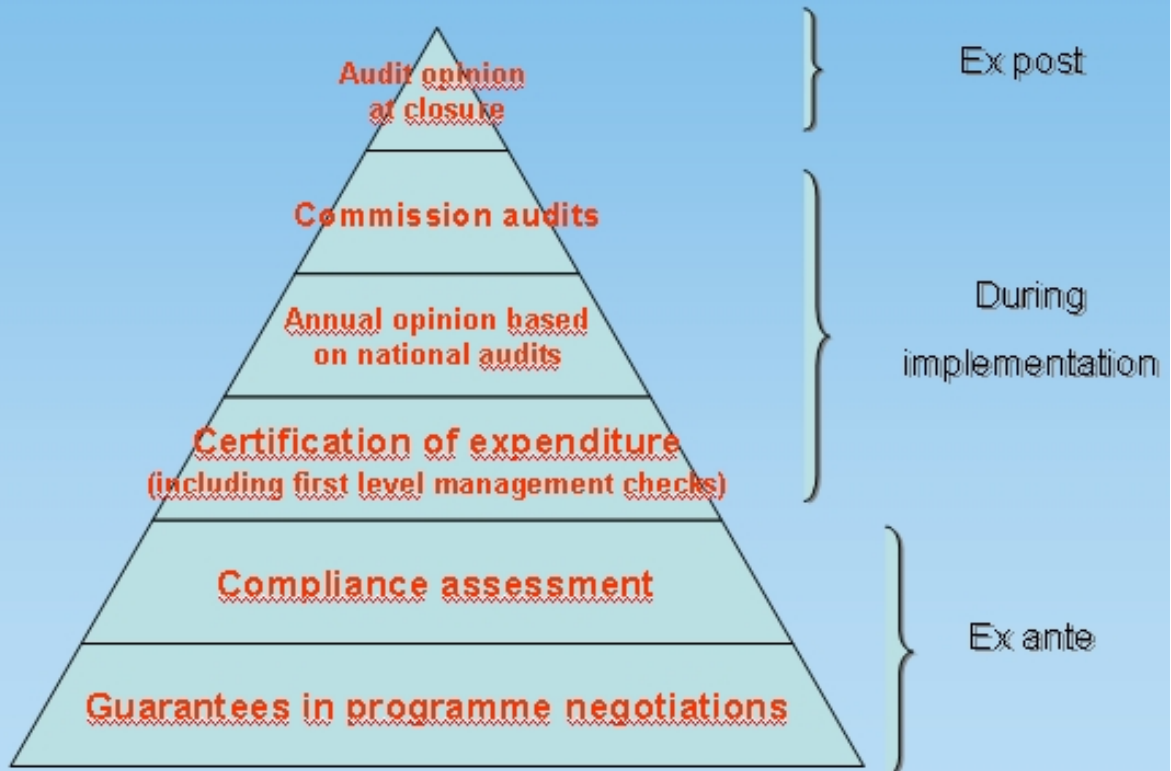 Audit opinion
at closure
Ex post
Commission audits
Annual opinion based
on national audits
During
implementation
Certification of expenditure
(including first level management checks)
Compliance assessment
Ex ante
Guarantees in programme negotiations